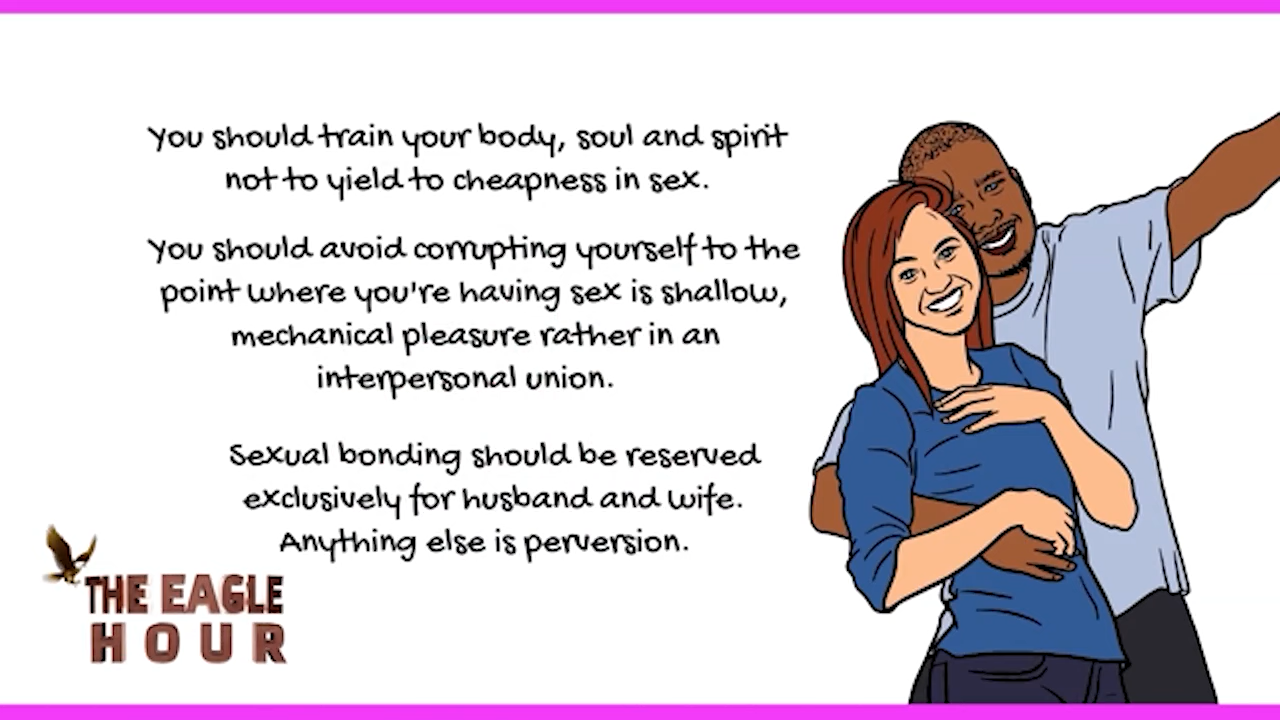 You should train your body, soul and spirit
not to yield to cheapness in sex.
You should avoid corrupting yourself to the
point where you're having sex is shallow,
mechanical pleasure rather in an
interpersonal union.
Sexual bonding should be reserved
exclusively for husband and wife.
Anything else is perversion.
THE EAGLE
HOUR